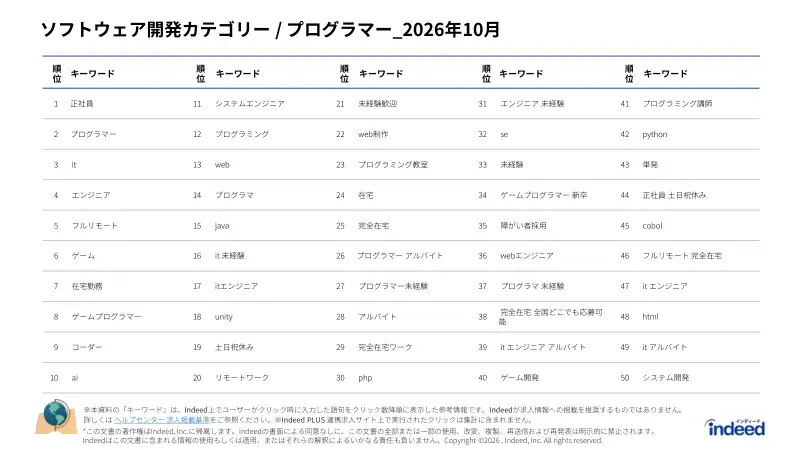 ソフトウェア開発カテゴリー / プログラマー_2026年10月
順位 キーワード 順位 キーワード 順位 キーワード 順位 キーワード 順位 キーワード
1 正社員 11 システムエンジニア 21 未経験歓迎 31 エンジニア 未経験 41 プログラミング講師
2 プログラマー 12 プログラミング 22 web制作 32 se 42 python
3 it 13 web 23 プログラミング教室 33 未経験 43 単発
4 エンジニア 14 プログラマ 24 在宅 34 ゲームプログラマー 新卒 44 正社員 土日祝休み
5 フルリモート 15 java 25 完全在宅 35 障がい者採用 45 cobol
6 ゲーム 16 it 未経験 26 プログラマー アルバイト 36 webエンジニア 46 フルリモート 完全在宅
7 在宅勤務 17 itエンジニア 27 プログラマー未経験 37 プログラマ 未経験 47 it エンジニア
8 ゲームプログラマー 18 unity 28 アルバイト 38 完全在宅 全国どこでも応募可能 48 html
9 コーダー 19 土日祝休み 29 完全在宅ワーク 39 it エンジニア アルバイト 49 it アルバイト
10 ai 20 リモートワーク 30 php 40 ゲーム開発 50 システム開発
※本資料の「キーワード」は、Indeed上でユーザーがクリック時に入力した語句をクリック数降順に表示した参考情報です。Indeedが求人情報への掲載を推奨するものではありません。
詳しくは ヘルプセンター 求人掲載基準をご参照ください。※Indeed PLUS 連携求人サイト上で実行されたクリックは集計に含まれません。
*この文書の著作権はIndeed, Inc.に帰属します。Indeedの書面による同意なしに、この文書の全部または一部の使用、改変、複製、再送信および再発表は明示的に禁止されます。
Indeedはこの文書に含まれる情報の使用もしくは適用、またはそれらの解釈によるいかなる責任も負いません。Copyright ©2026 , Indeed, Inc. All rights reserved.
インディード
indeed